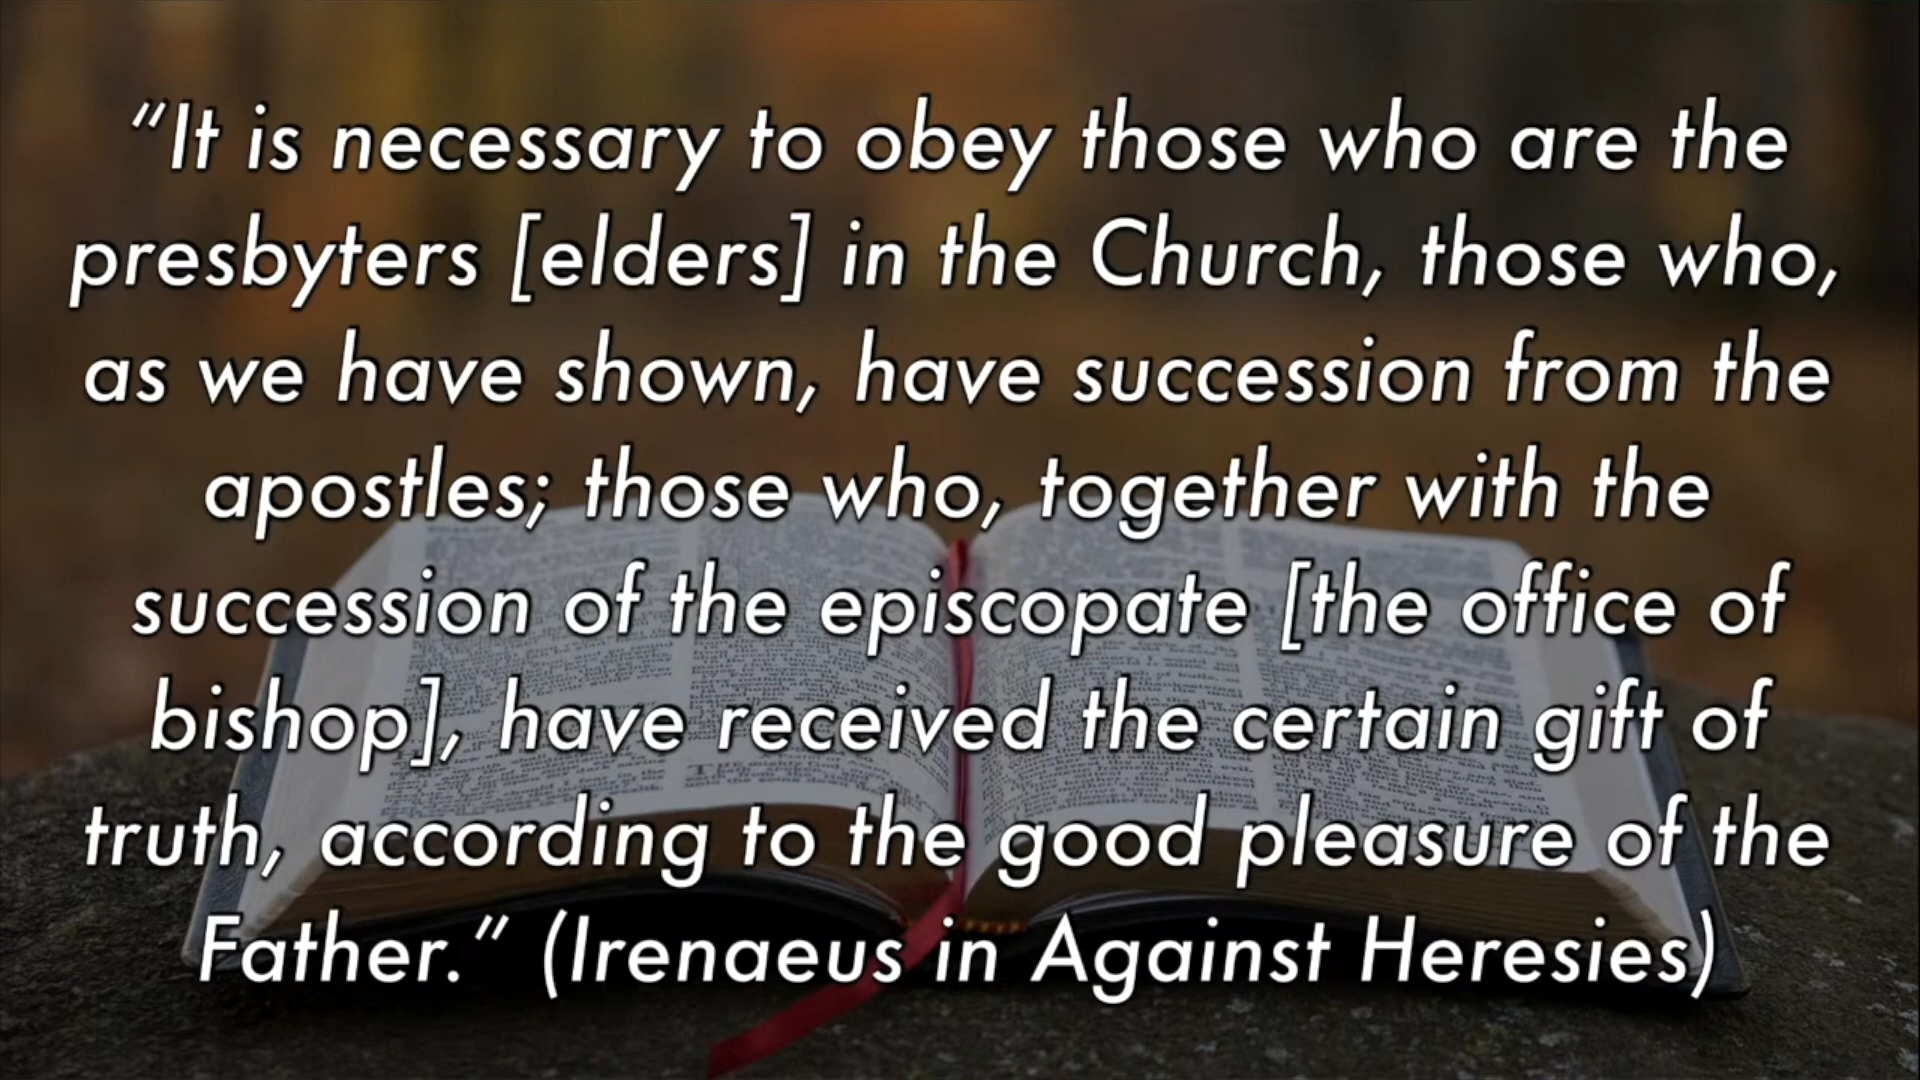 “It is necessary to obey those who are the
presbyters [elders] in the Church, those who,
as we have shown, have succession from the
apostles; those who, together with the
succession of the episcopate [the office of
bishop], have received the certain gift of
truth, according to the good pleasure of the
Father.” (Irenaeus in Against Heresies)